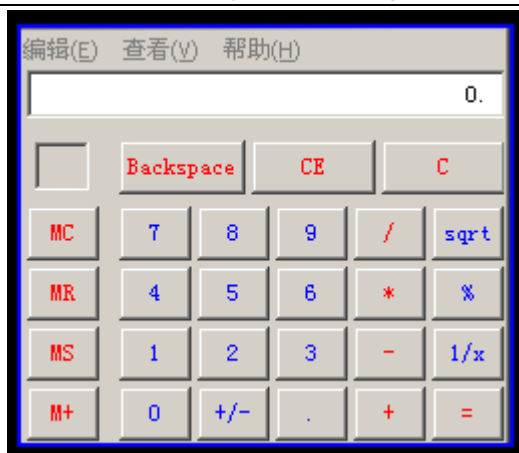 编辑(E) 查看(V) 帮助(H)
0.
Backspace CE C
MC 7 8 9 / sqrt
MR 4 5 6 * %
MS 1 2 3 - 1/x
M+ 0 +/- . + =